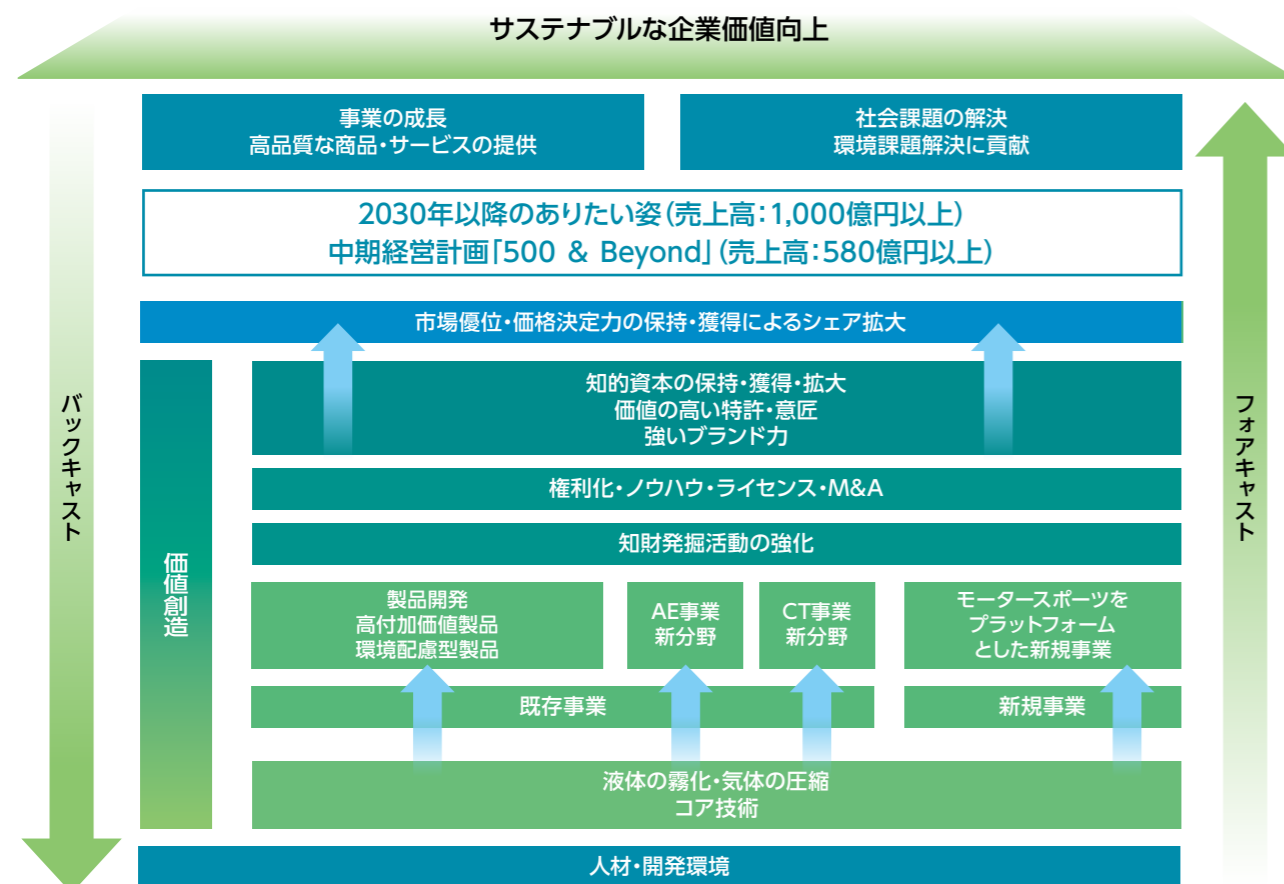 サステナブルな企業価値向上
事業の成長
高品質な商品・サービスの提供
社会課題の解決
環境課題解決に貢献
2030年以降のありたい姿(売上高:1,000億円以上)
中期経営計画「500 & Beyond」(売上高:580億円以上)
市場優位・価格決定力の保持・獲得によるシェア拡大
バックキャスト
フォアキャスト
価値創造
知的資本の保持・獲得・拡大
価値の高い特許・意匠
強いブランド力
権利化・ノウハウ・ライセンス・M&A
知財発掘活動の強化
製品開発
高付加価値製品
環境配慮型製品
AE事業
新分野
CT事業
新分野
モータースポーツを
プラットフォーム
とした新規事業
既存事業
新規事業
液体の霧化・気体の圧縮
コア技術
人材・開発環境